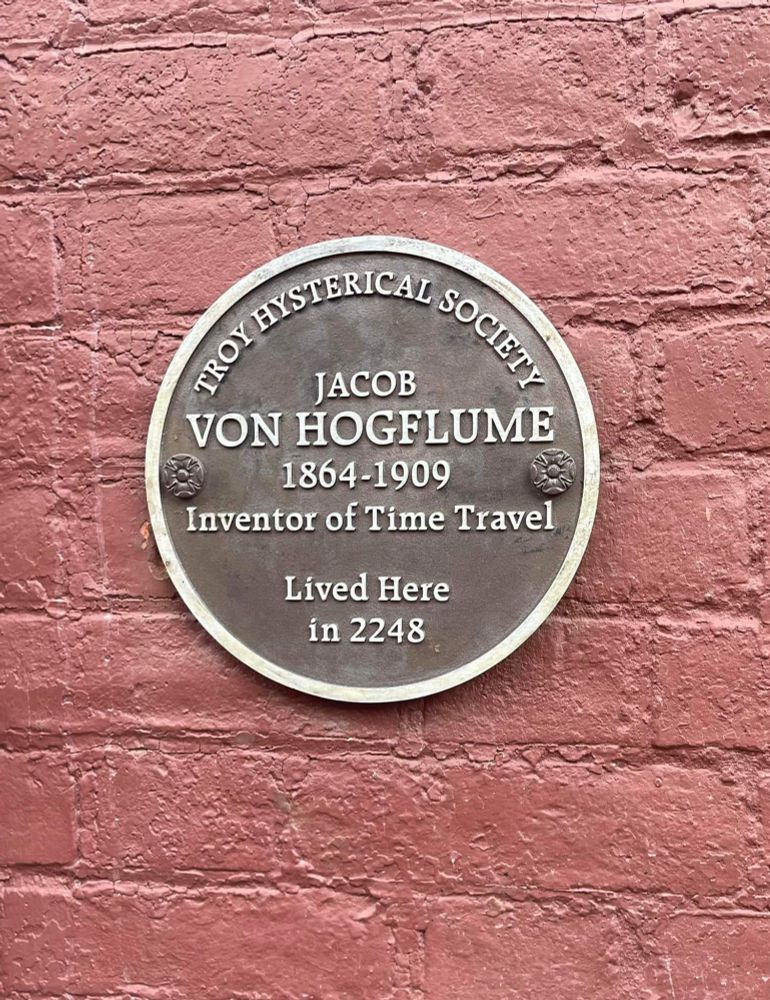 TROY HYSTERICAL SOCIETY
JACOB
VON HOGFLUME
1864-1909
Inventor of Time Travel
Lived Here
in 2248